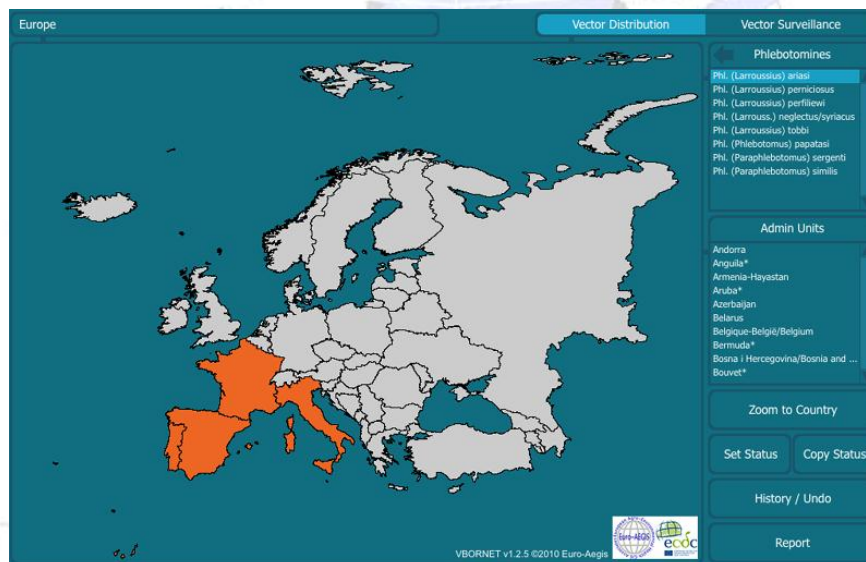 Europe
Vector Distribution
Vector Surveillance
Phlebotomines
Phl. (Larroussius) ariasi
Phl. (Larroussius) perniciosus
Phl. (Larroussius) perfiliewi
Phl. (Larrouss.) neglectus/syriacus
Phl. (Larroussius) tobbi
Phl. (Phlebotomus) papatasi
Phl. (Paraphlebotomus) sergenti
Phl. (Paraphlebotomus) similis
Admin Units
Andorra
Anguila*
Armenia-Hayastan
Aruba*
Azerbaijan
Belarus
Belgique-België/Belgium
Bermuda*
Bosna i Hercegovina/Bosnia and ...
Bouvet*
Zoom to Country
Set Status
Copy Status
History / Undo
Report
VBORNET v1.2.5 ©2010 Euro-Aegis
Euro-AEGIS
ecdc